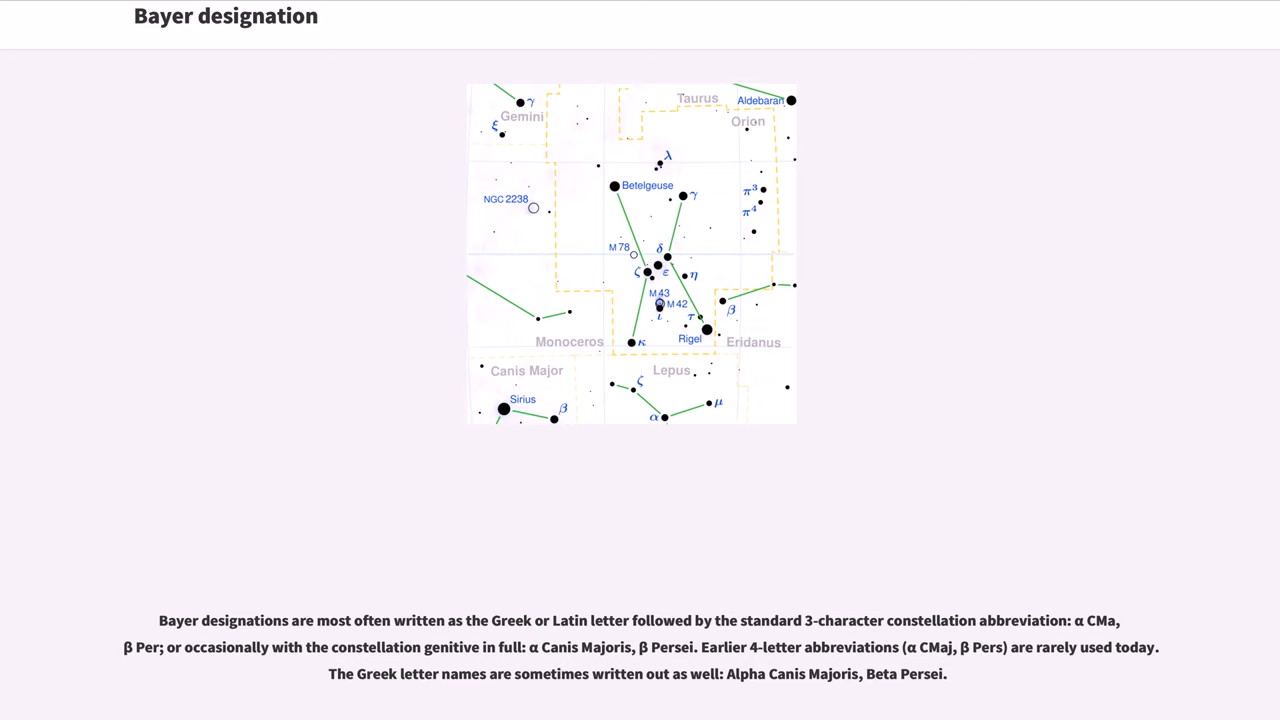 Bayer designation
Taurus
Aldebaran
γ
Gemini
Orion
ξ
λ
Betelgeuse
γ
π³
NGC 2238
π⁴
M 78
δ
ζ
ε
η
M 43
M 42
ι
τ
β
κ
Rigel
Monoceros
Eridanus
Canis Major
Lepus
ζ
Sirius
β
α
μ
Bayer designations are most often written as the Greek or Latin letter followed by the standard 3-character constellation abbreviation: α CMa,
β Per; or occasionally with the constellation genitive in full: α Canis Majoris, β Persei. Earlier 4-letter abbreviations (α CMaj, β Pers) are rarely used today.
The Greek letter names are sometimes written out as well: Alpha Canis Majoris, Beta Persei.